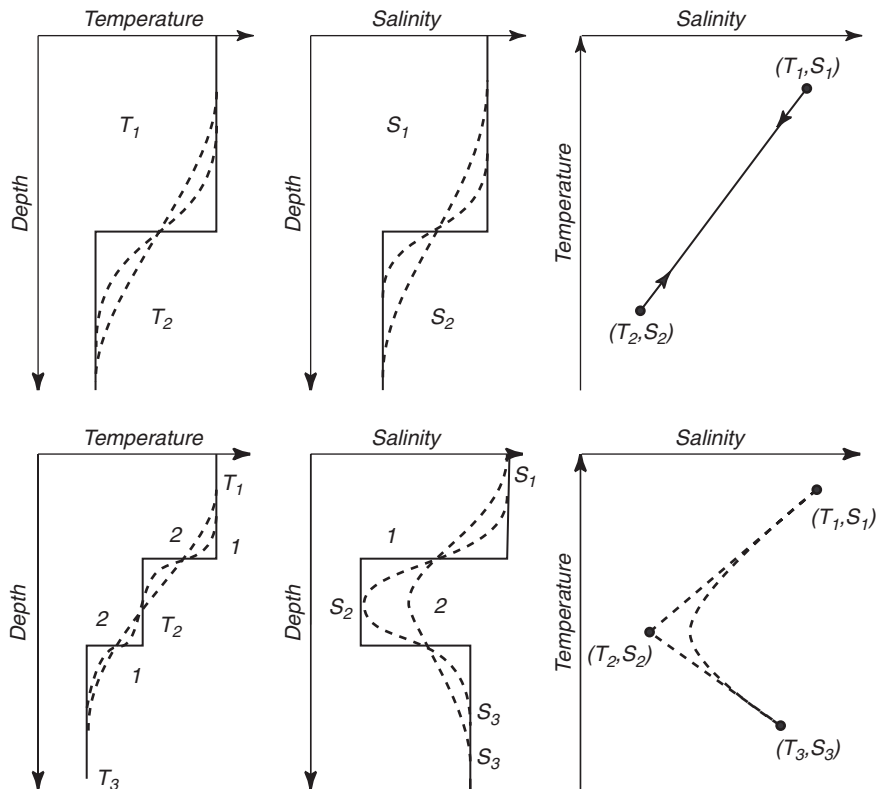 Temperature
Depth
T1
T2
Salinity
Depth
S1
S2
Salinity
Temperature
(T1,S1)
(T2,S2)
Temperature
Depth
T1
2
1
2
T2
1
T3
Salinity
Depth
S1
1
S2
2
S3
S3
Salinity
Temperature
(T1,S1)
(T2,S2)
(T3,S3)